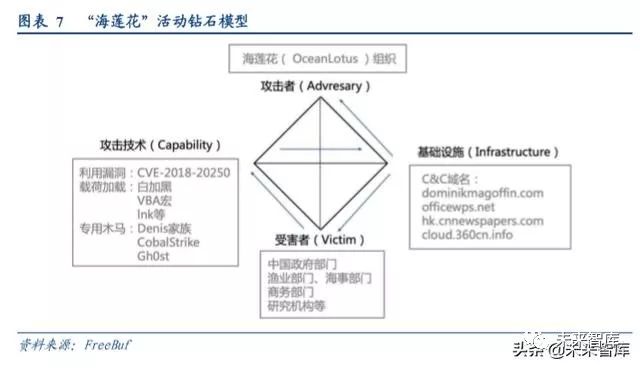 图表 7 “海莲花”活动钻石模型
海莲花（ OceanLotus ）组织
攻击者（Advresary）
攻击技术（Capability）
利用漏洞：CVE-2018-20250
载荷加载：白加黑
VBA宏
lnk等
专用木马：Denis家族
CobalStrike
Gh0st
基础设施（Infrastructure）
C&C域名：
dominikmagoffin.com
officewps.net
hk.cnnewspapers.com
cloud.360cn.info
受害者（Victim）
中国政府部门
渔业部门、海事部门
商务部门
研究机构等
资料来源：FreeBuf
未来智库
头条@未来智库